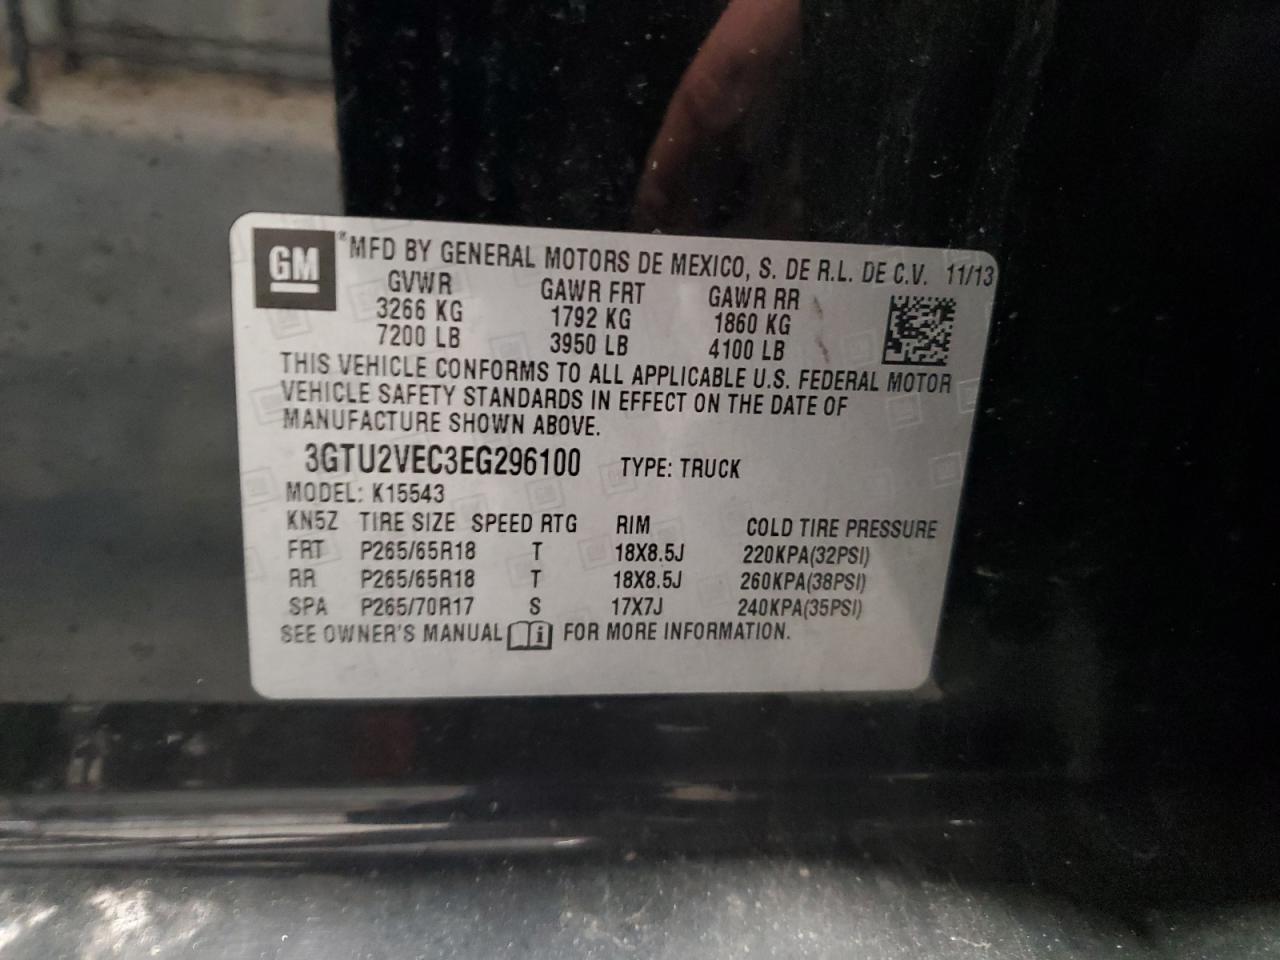 GM
*MFD BY GENERAL MOTORS DE MEXICO, S. DE R.L. DE C.V. 11/13
GVWR GAWR FRT GAWR RR
3266 KG 1792 KG 1860 KG
7200 LB 3950 LB 4100 LB
THIS VEHICLE CONFORMS TO ALL APPLICABLE U.S. FEDERAL MOTOR
VEHICLE SAFETY STANDARDS IN EFFECT ON THE DATE OF
MANUFACTURE SHOWN ABOVE.
3GTU2VEC3EG296100 TYPE: TRUCK
MODEL: K15543
KN5Z TIRE SIZE SPEED RTG RIM COLD TIRE PRESSURE
FRT P265/65R18 T 18X8.5J 220KPA(32PSI)
RR P265/65R18 T 18X8.5J 260KPA(38PSI)
SPA P265/70R17 S 17X7J 240KPA(35PSI)
SEE OWNER'S MANUAL i FOR MORE INFORMATION.